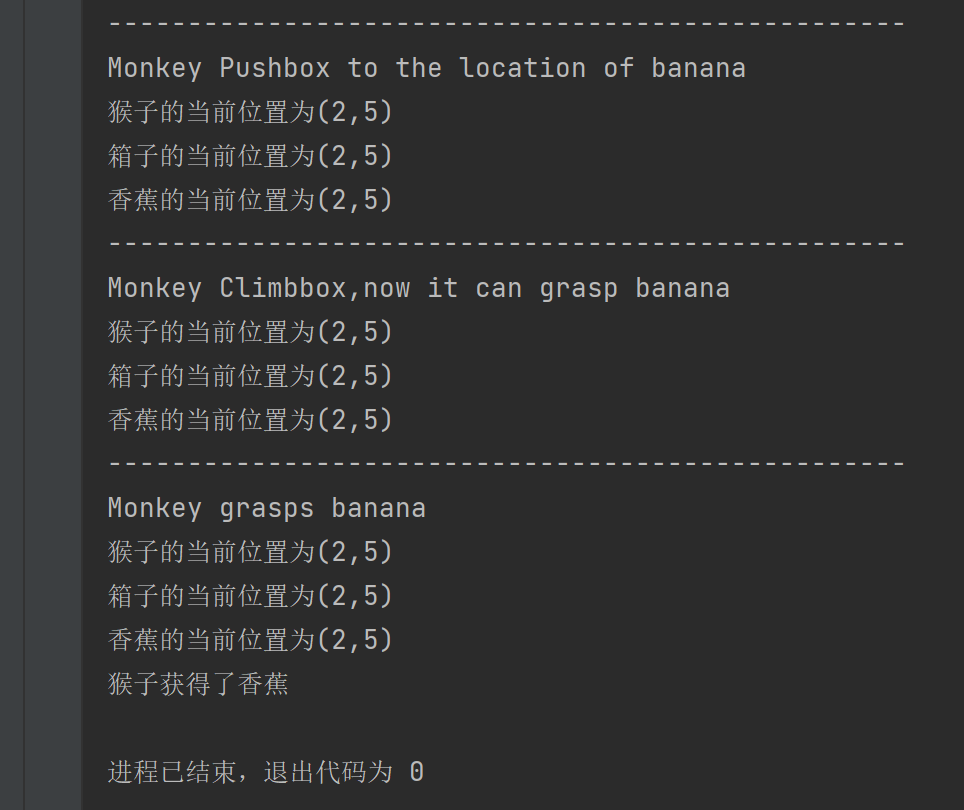 --------------------------------------------------
Monkey Pushbox to the location of banana
猴子的当前位置为(2,5)
箱子的当前位置为(2,5)
香蕉的当前位置为(2,5)
--------------------------------------------------
Monkey Climbbox,now it can grasp banana
猴子的当前位置为(2,5)
箱子的当前位置为(2,5)
香蕉的当前位置为(2,5)
--------------------------------------------------
Monkey grasps banana
猴子的当前位置为(2,5)
箱子的当前位置为(2,5)
香蕉的当前位置为(2,5)
猴子获得了香蕉
进程已结束，退出代码为 0